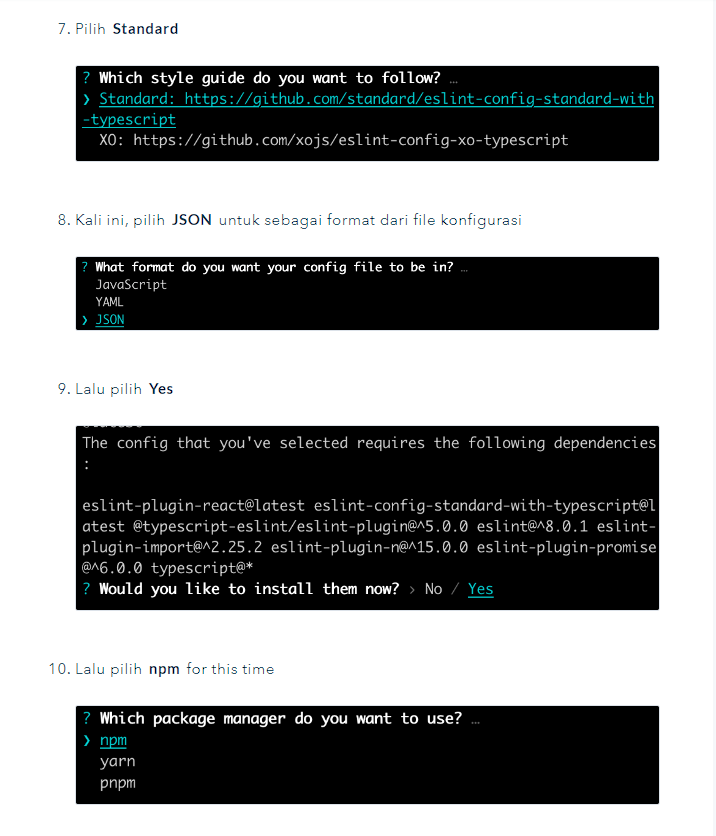 7. Pilih Standard
? Which style guide do you want to follow? …
❯ Standard: https://github.com/standard/eslint-config-standard-with
-typescript
XO: https://github.com/xojs/eslint-config-xo-typescript
8. Kali ini, pilih JSON untuk sebagai format dari file konfigurasi
? What format do you want your config file to be in? …
JavaScript
YAML
❯ JSON
9. Lalu pilih Yes
The config that you've selected requires the following dependencies
:
eslint-plugin-react@latest eslint-config-standard-with-typescript@l
atest @typescript-eslint/eslint-plugin@^5.0.0 eslint@^8.0.1 eslint-
plugin-import@^2.25.2 eslint-plugin-n@^15.0.0 eslint-plugin-promise
@^6.0.0 typescript@*
? Would you like to install them now? › No / Yes
10. Lalu pilih npm for this time
? Which package manager do you want to use? …
❯ npm
yarn
pnpm